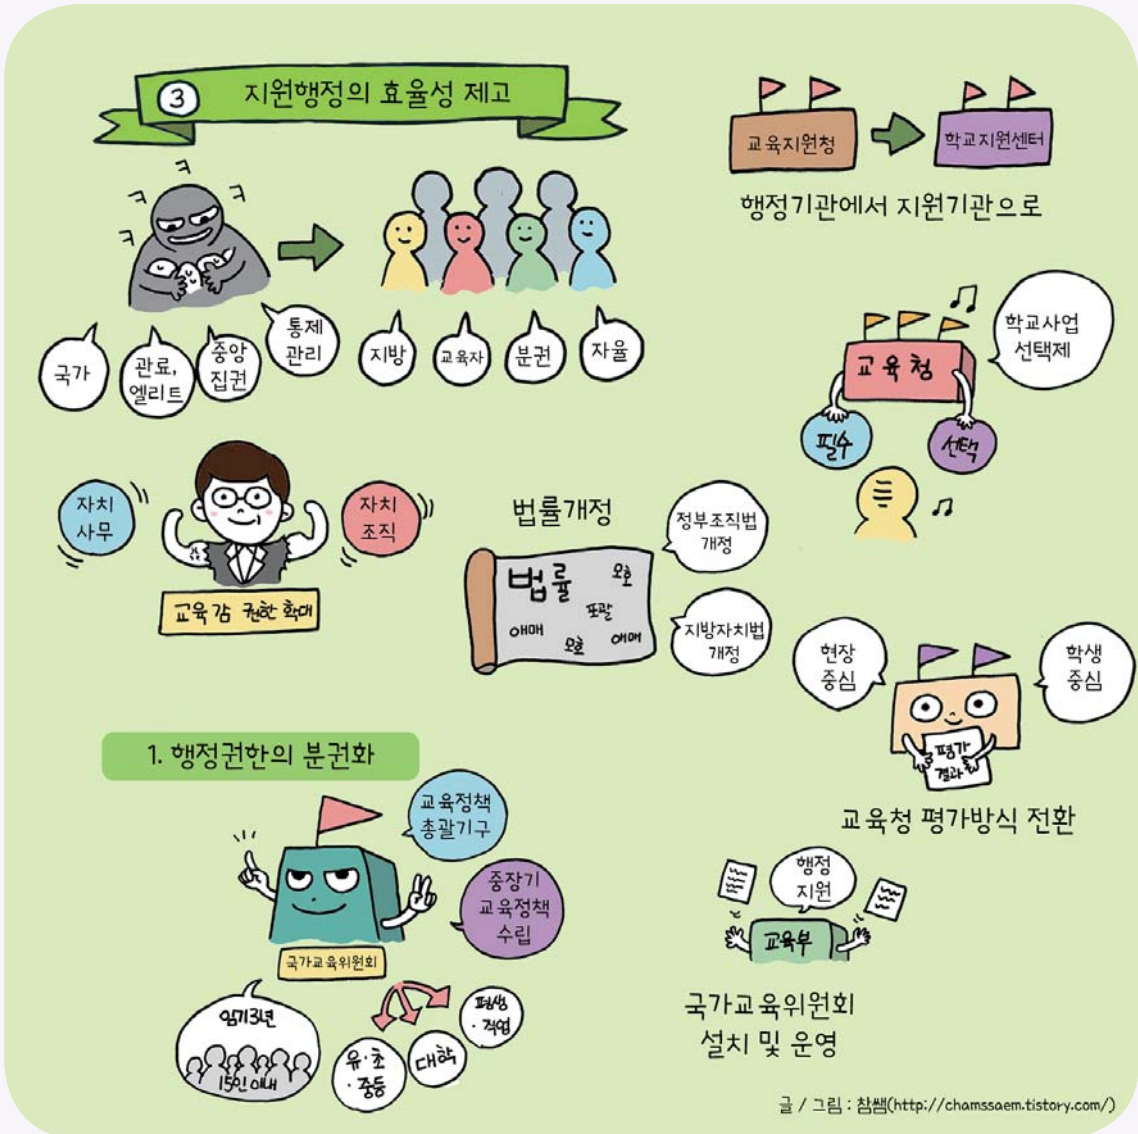 ③ 지원행정의 효율성 제고
ㅋ
ㅋ
ㅋ
ㅋ
국가
관료,
엘리트
중앙
집권
통제
관리
지방
교육자
분권
자율
교육지원청
학교지원센터
행정기관에서 지원기관으로
교육청
학교사업
선택제
필수
선택
자치
사무
자치
조직
교육감 권한 확대
법률개정
법률
모호
포괄
애매
모호
애매
정부조직법
개정
지방자치법
개정
현장
중심
학생
중심
평가
결과
교육청 평가방식 전환
1. 행정권한의 분권화
교육정책
총괄기구
중장기
교육정책
수립
국가교육위원회
임기3년
15인 이내
유·초
·중등
대학
평생
·직업
행정
지원
교육부
국가교육위원회
설치 및 운영
글 / 그림 : 참쌤(http://chamssaem.tistory.com/)